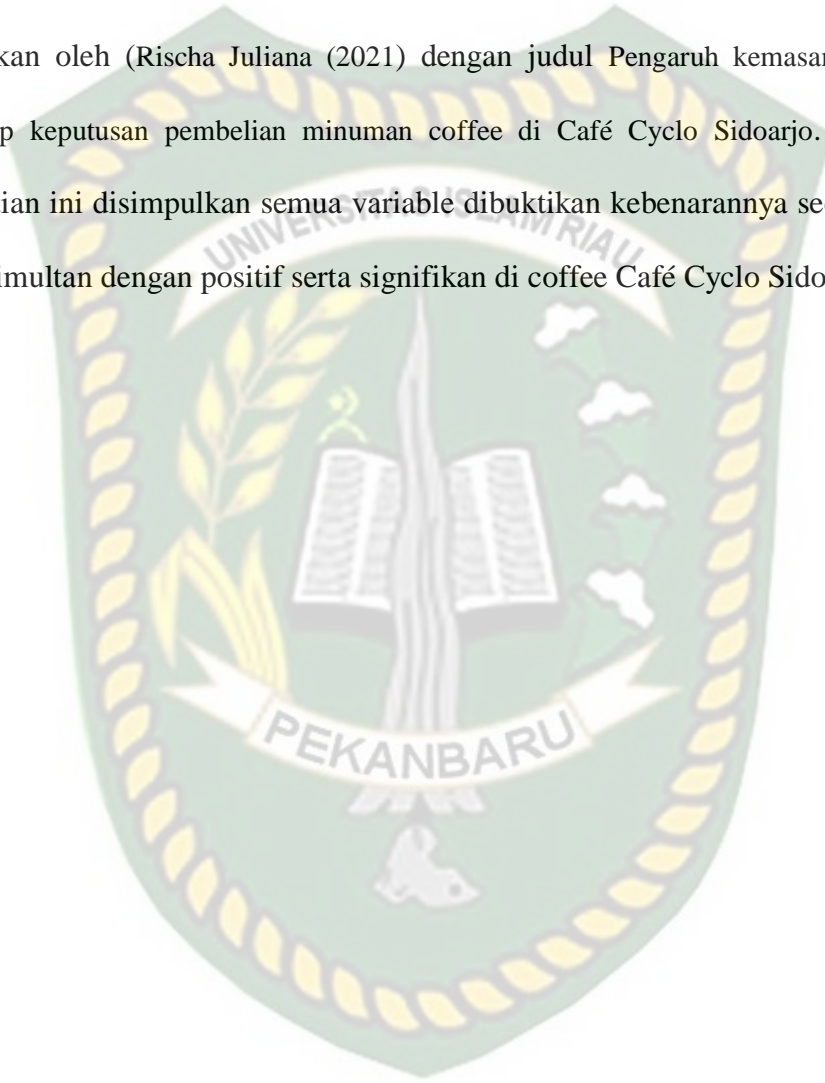 kan oleh (Rischa Juliana (2021) dengan judul Pengaruh kemasan
p keputusan pembelian minuman coffee di Café Cyclo Sidoarjo.
ian ini disimpulkan semua variable dibuktikan kebenarannya se
imultan dengan positif serta signifikan di coffee Café Cyclo Sido
UNIVERSITAS ISLAM RIAU
PEKANBARU